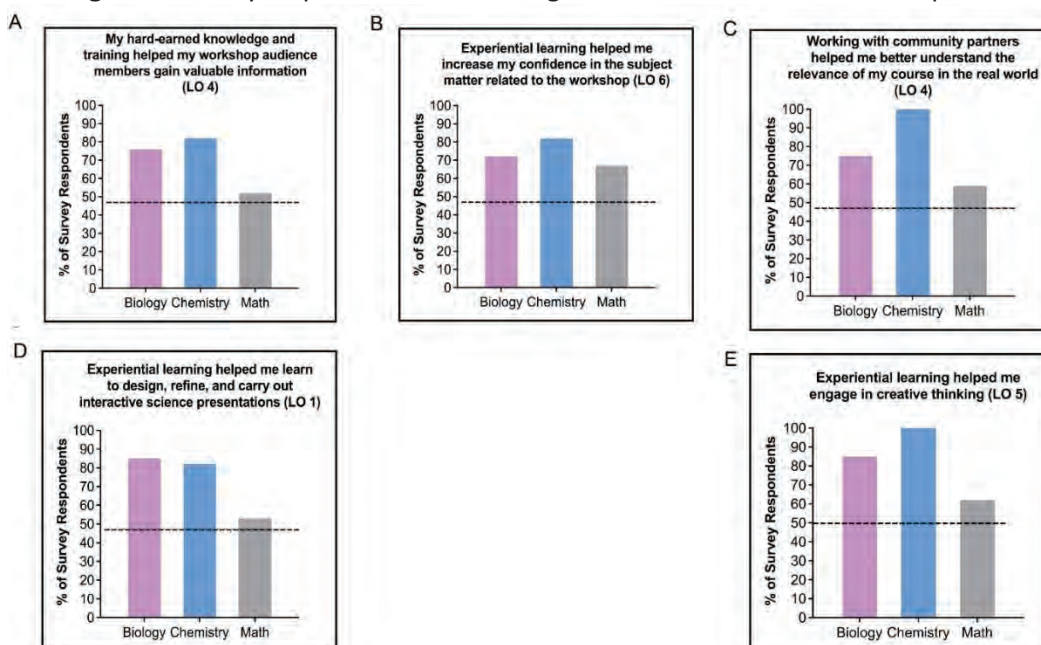 A
My hard-earned knowledge and
training helped my workshop audience
members gain valuable information
(LO 4)
% of Survey Respondents
100
90
80
70
60
50
40
30
20
10
0
Biology Chemistry Math
B
Experiential learning helped me
increase my confidence in the subject
matter related to the workshop (LO 6)
% of Survey Respondents
100
90
80
70
60
50
40
30
20
10
0
Biology Chemistry Math
C
Working with community partners
helped me better understand the
relevance of my course in the real world
(LO 4)
% of Survey Respondents
100
90
80
70
60
50
40
30
20
10
0
Biology Chemistry Math
D
Experiential learning helped me learn
to design, refine, and carry out
interactive science presentations (LO 1)
% of Survey Respondents
100
90
80
70
60
50
40
30
20
10
0
Biology Chemistry Math
E
Experiential learning helped me
engage in creative thinking (LO 5)
% of Survey Respondents
100
90
80
70
60
50
40
30
20
10
0
Biology Chemistry Math